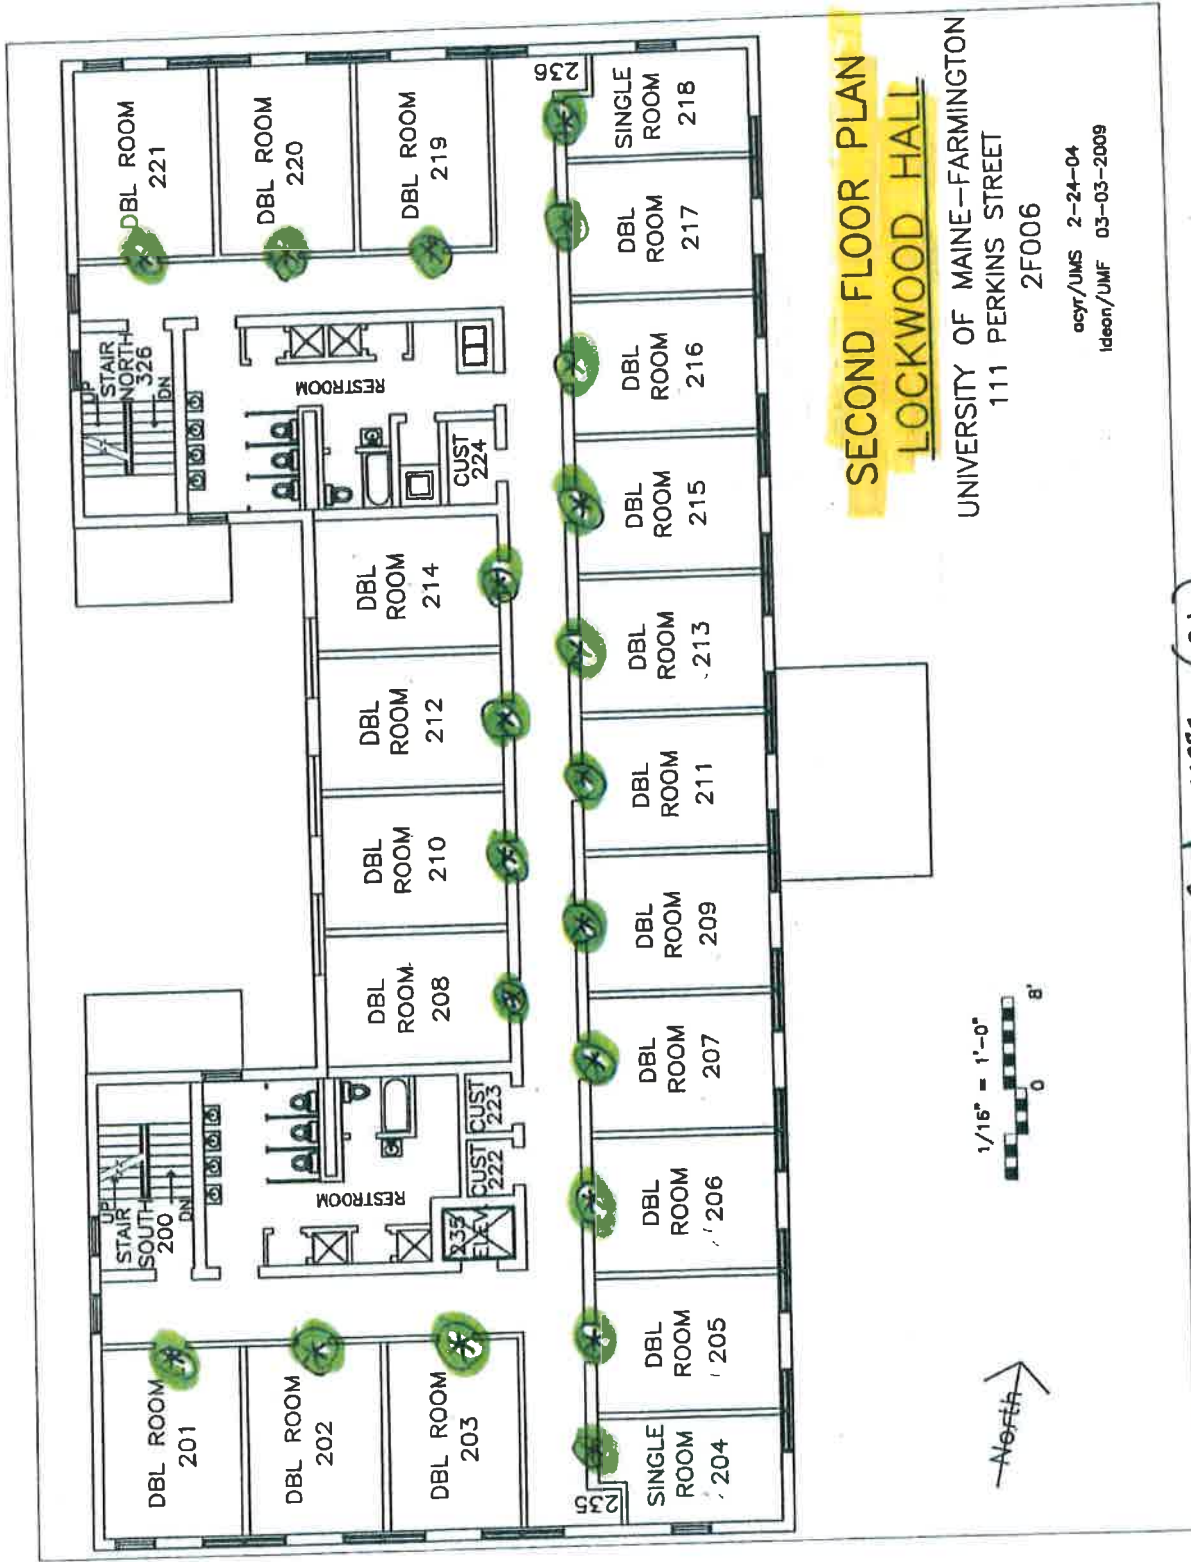 DBL ROOM
221
DBL ROOM
220
DBL ROOM
219
236
SINGLE
ROOM
218
DBL
ROOM
217
DBL
ROOM
216
DBL
ROOM
215
DBL
ROOM
213
DBL
ROOM
211
DBL
ROOM
209
DBL
ROOM
207
DBL
ROOM
206
DBL
ROOM
205
SINGLE
ROOM
204
235
DBL ROOM
203
DBL ROOM
202
DBL ROOM
201
UP
STAIR
NORTH
326
DN
RESTROOM
CUST
224
DBL
ROOM
214
DBL
ROOM
212
DBL
ROOM
210
DBL
ROOM
208
CUST
223
CUST
222
235
ELEV.
RESTROOM
UP
STAIR
SOUTH
200
DN
SECOND FLOOR PLAN
LOCKWOOD HALL
UNIVERSITY OF MAINE-FARMINGTON
111 PERKINS STREET
2F006
acyr/UMS 2-24-04
ideon/UMF 03-03-2009
1/16" = 1'-0"
0 8'
North